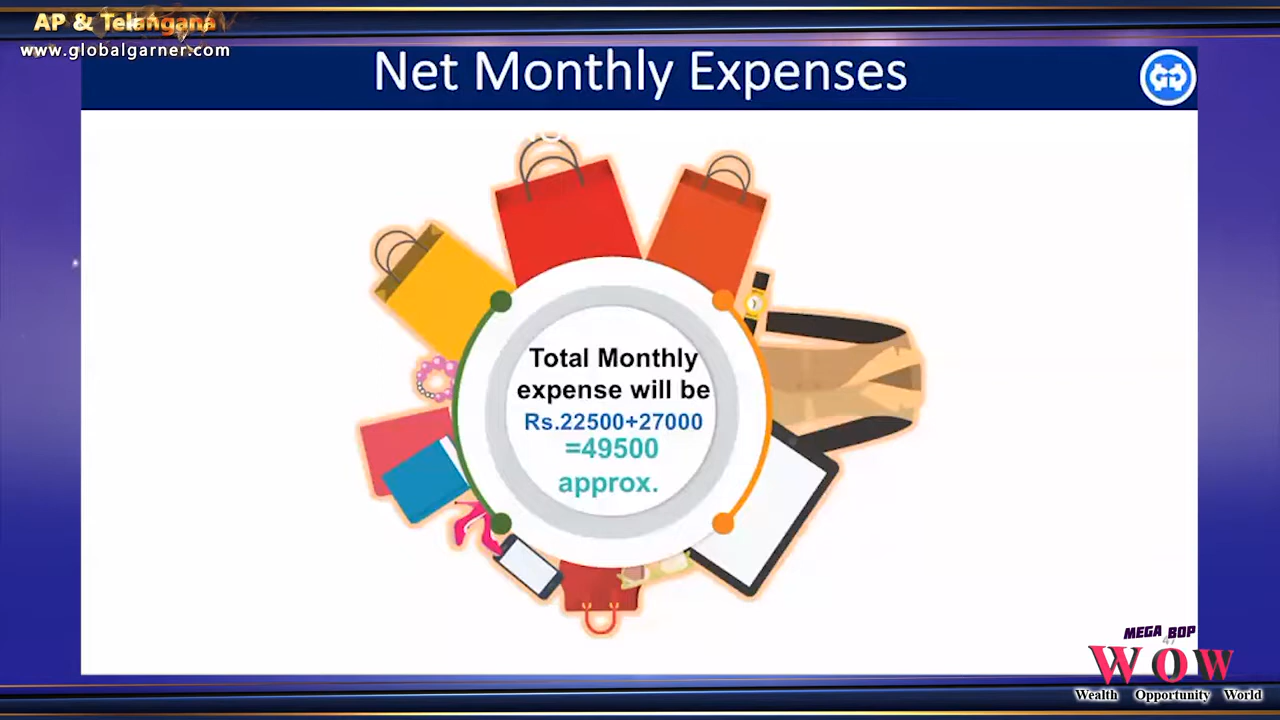 AP & Telangana
www.globalgarner.com
Net Monthly Expenses
Total Monthly
expense will be
Rs.22500+27000
=49500
approx.
MEGA BOP
47
WOW
Wealth Opportunity World